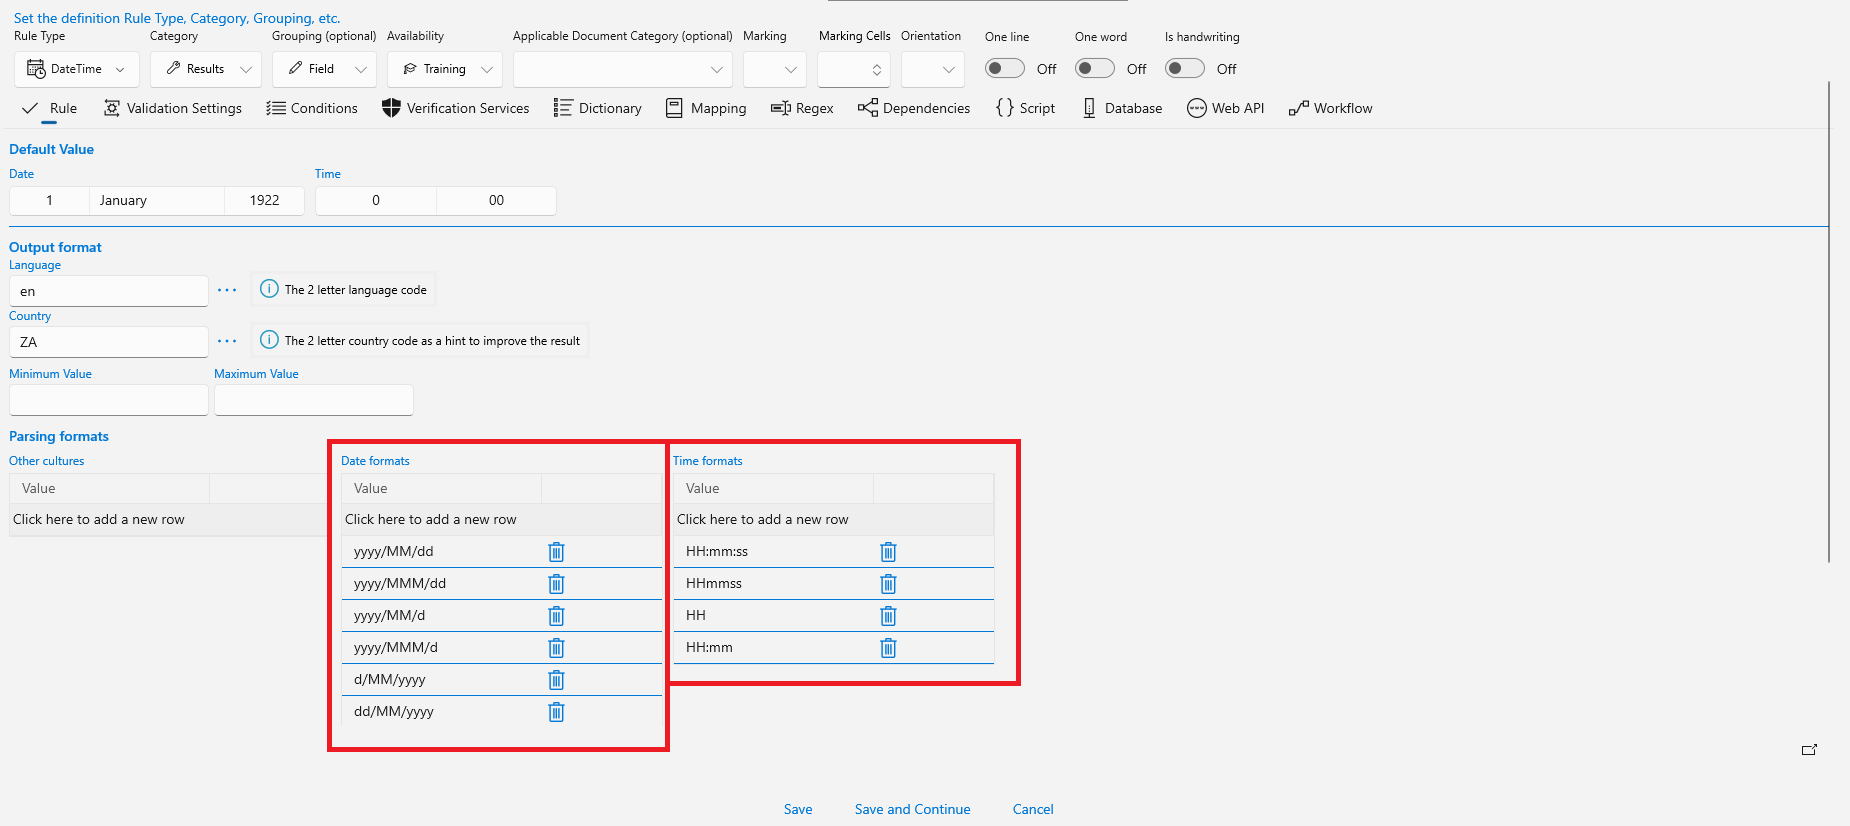 Set the definition Rule Type, Category, Grouping, etc.
Rule Type Category Grouping (optional) Availability Applicable Document Category (optional) Marking Marking Cells Orientation One line One word Is handwriting
DateTime Results Field Training Off Off Off
Rule Validation Settings Conditions Verification Services Dictionary Mapping Regex Dependencies Script Database Web API Workflow
Default Value
Date Time
1 January 1922 0 00
Output format
Language
en The 2 letter language code
Country
ZA The 2 letter country code as a hint to improve the result
Minimum Value Maximum Value
Parsing formats
Other cultures Date formats Time formats
Value Value Value
Click here to add a new row Click here to add a new row Click here to add a new row
yyyy/MM/dd HH:mm:ss
yyyy/MMM/dd HHmmss
yyyy/MM/d HH
yyyy/MMM/d HH:mm
d/MM/yyyy
dd/MM/yyyy
Save Save and Continue Cancel